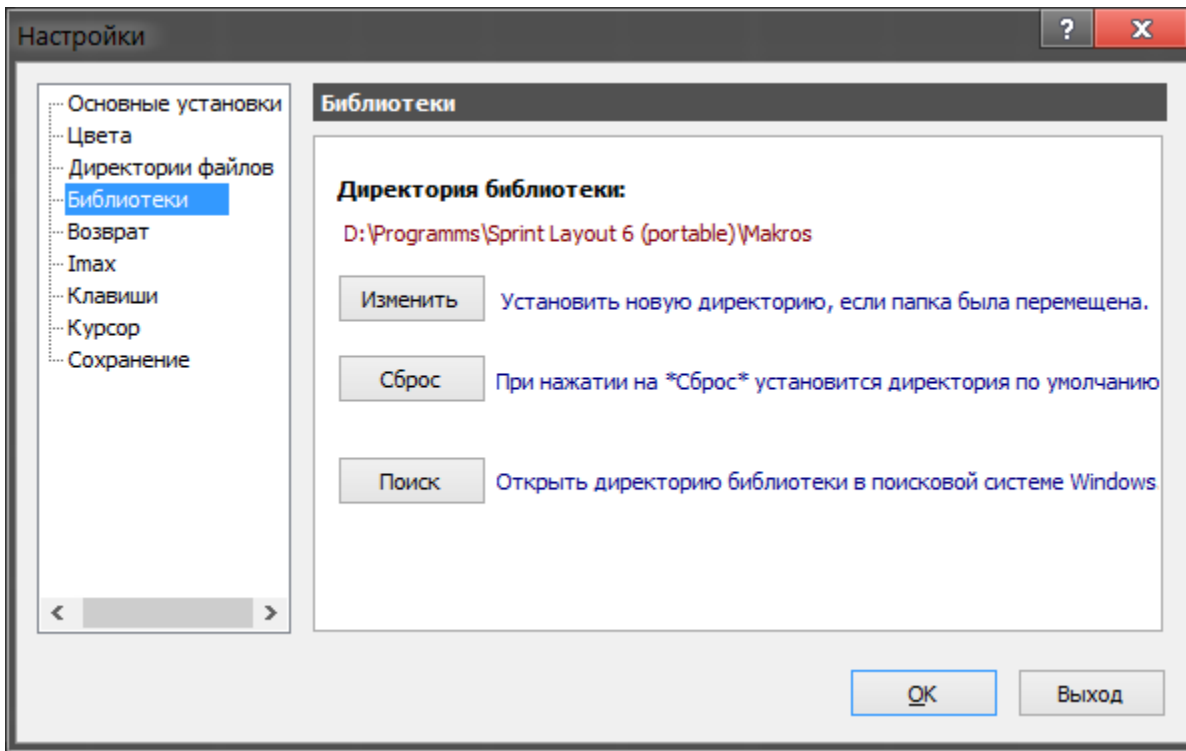 Настройки
?
X
Основные установки
Цвета
Директории файлов
Библиотеки
Возврат
Imax
Клавиши
Курсор
Сохранение
Библиотеки
Директория библиотеки:
D:\Programms\Sprint Layout 6 (portable)\Makros
Изменить Установить новую директорию, если папка была перемещена.
Сброс При нажатии на *Сброс* установится директория по умолчанию
Поиск Открыть директорию библиотеки в поисковой системе Windows
OK Выход